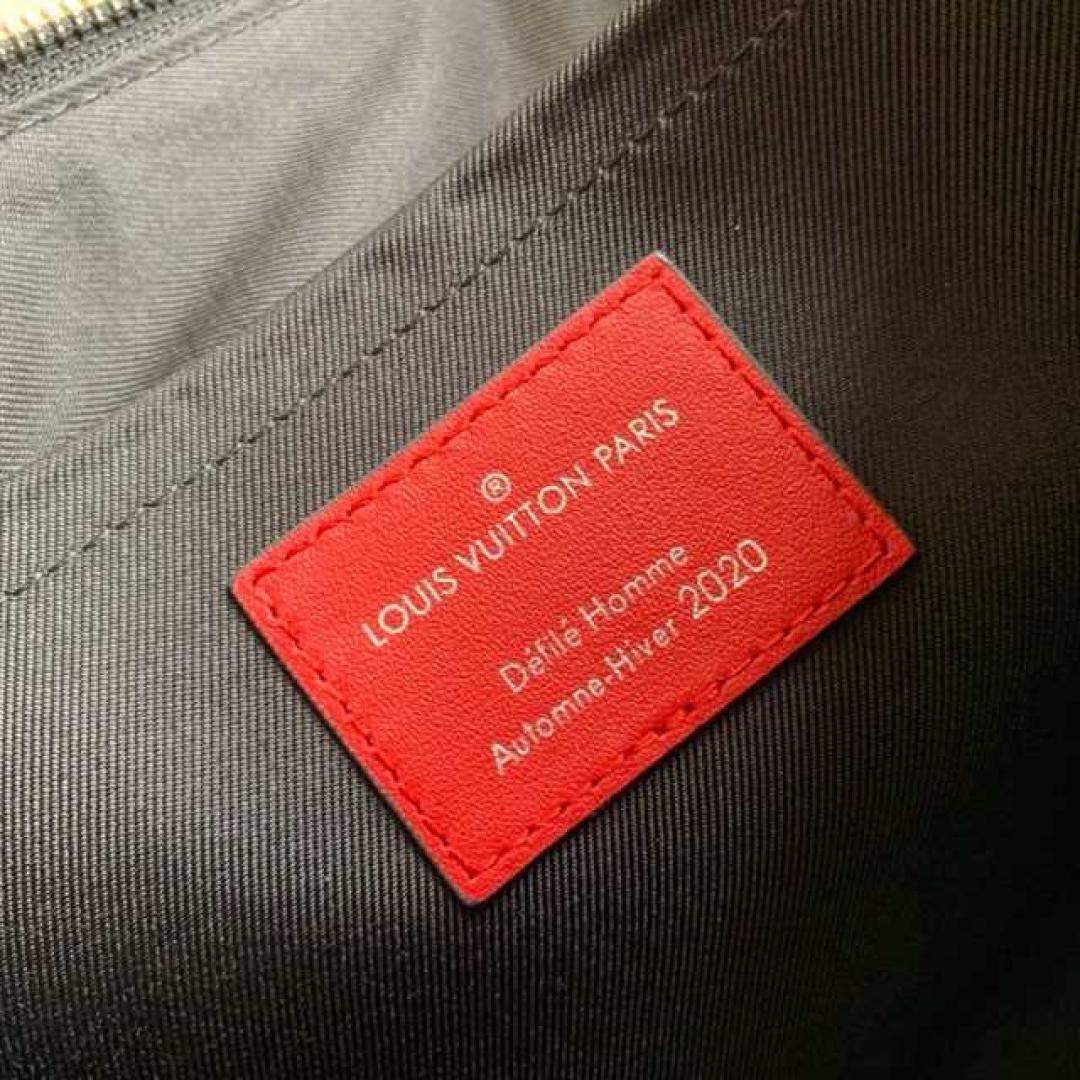 ®
LOUIS VUITTON PARIS
Défilé Homme
Automne-Hiver 2020